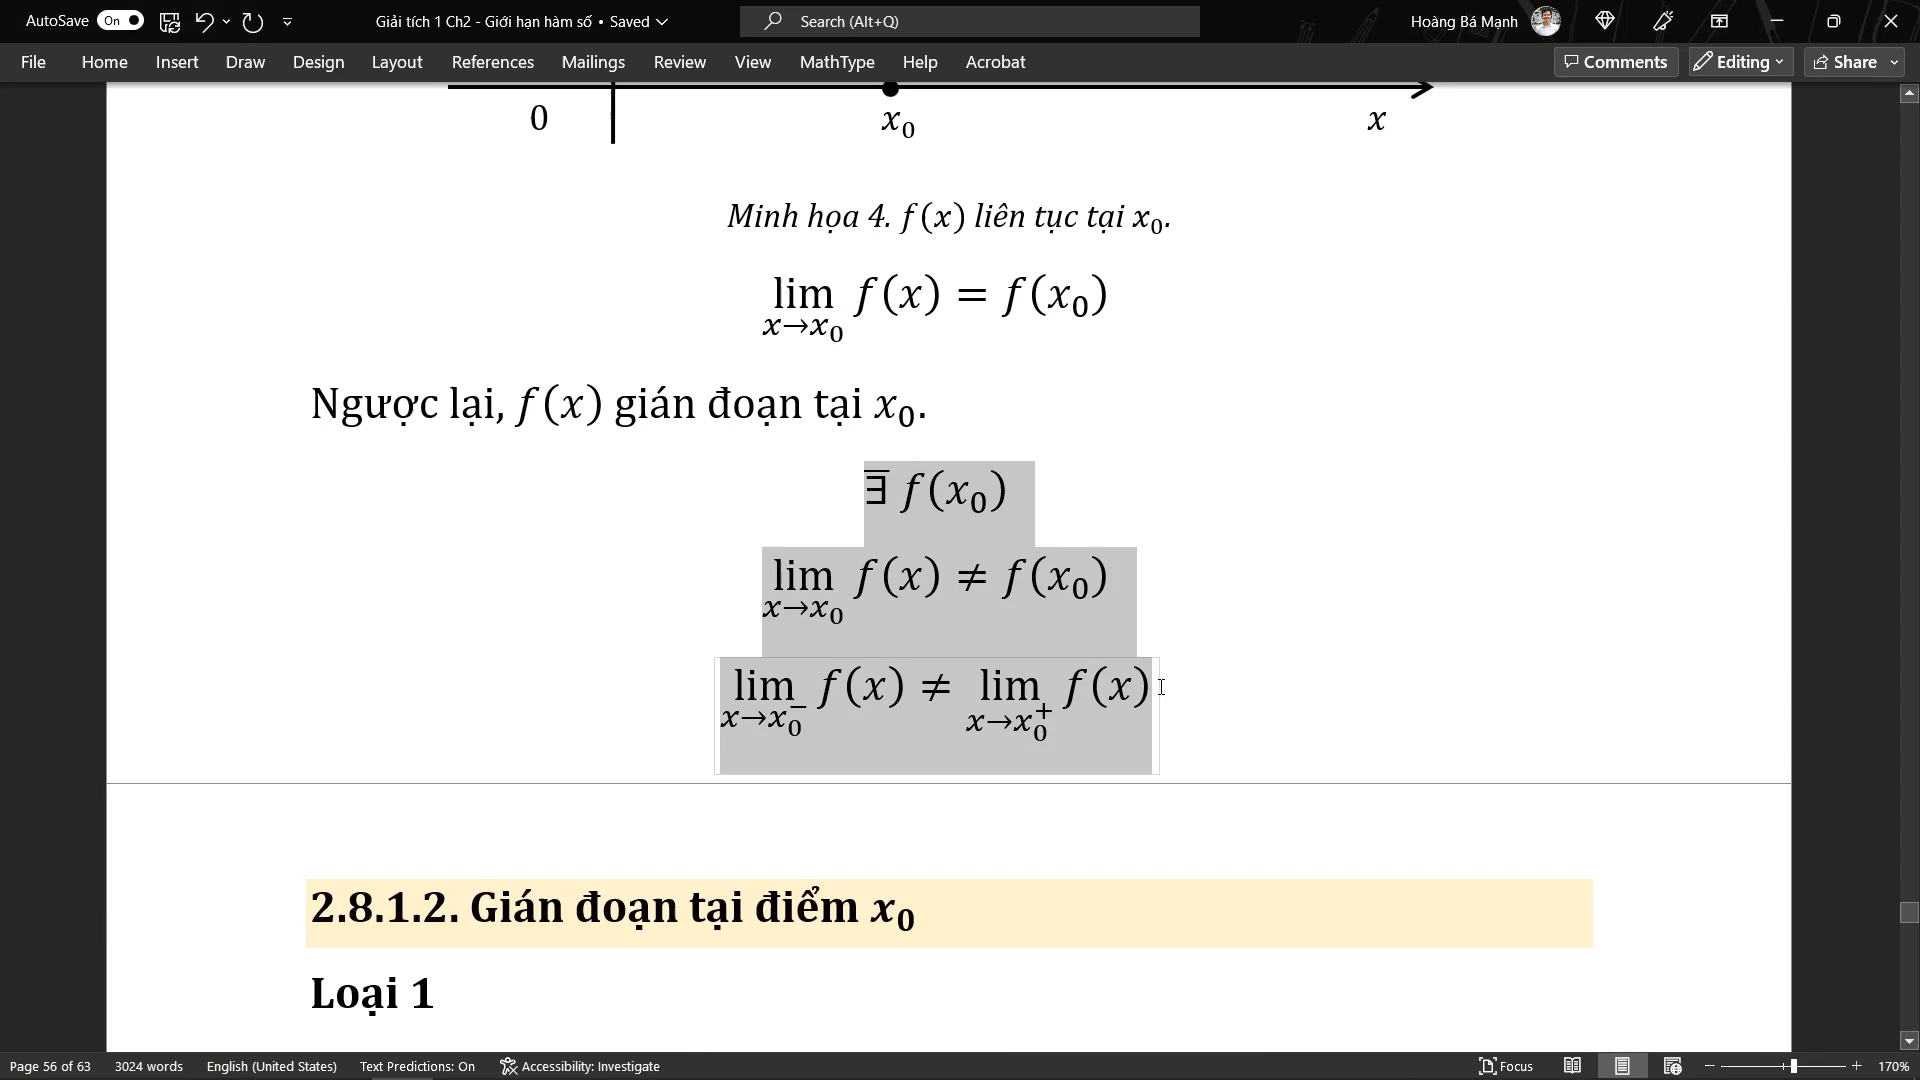 AutoSave On Giải tích 1 Ch2 - Giới hạn hàm số • Saved Search (Alt+Q) Hoàng Bá Mạnh
File Home Insert Draw Design Layout References Mailings Review View MathType Help Acrobat Comments Editing Share
0 x₀ x
Minh họa 4. f(x) liên tục tại x₀.
lim f(x) = f(x₀)
x→x₀
Ngược lại, f(x) gián đoạn tại x₀.
∃̅ f(x₀)
lim f(x) ≠ f(x₀)
x→x₀
lim f(x) ≠ lim f(x)
x→x₀⁻ x→x₀⁺
2.8.1.2. Gián đoạn tại điểm x₀
Loại 1
Page 56 of 63 3024 words English (United States) Text Predictions: On Accessibility: Investigate Focus 170%